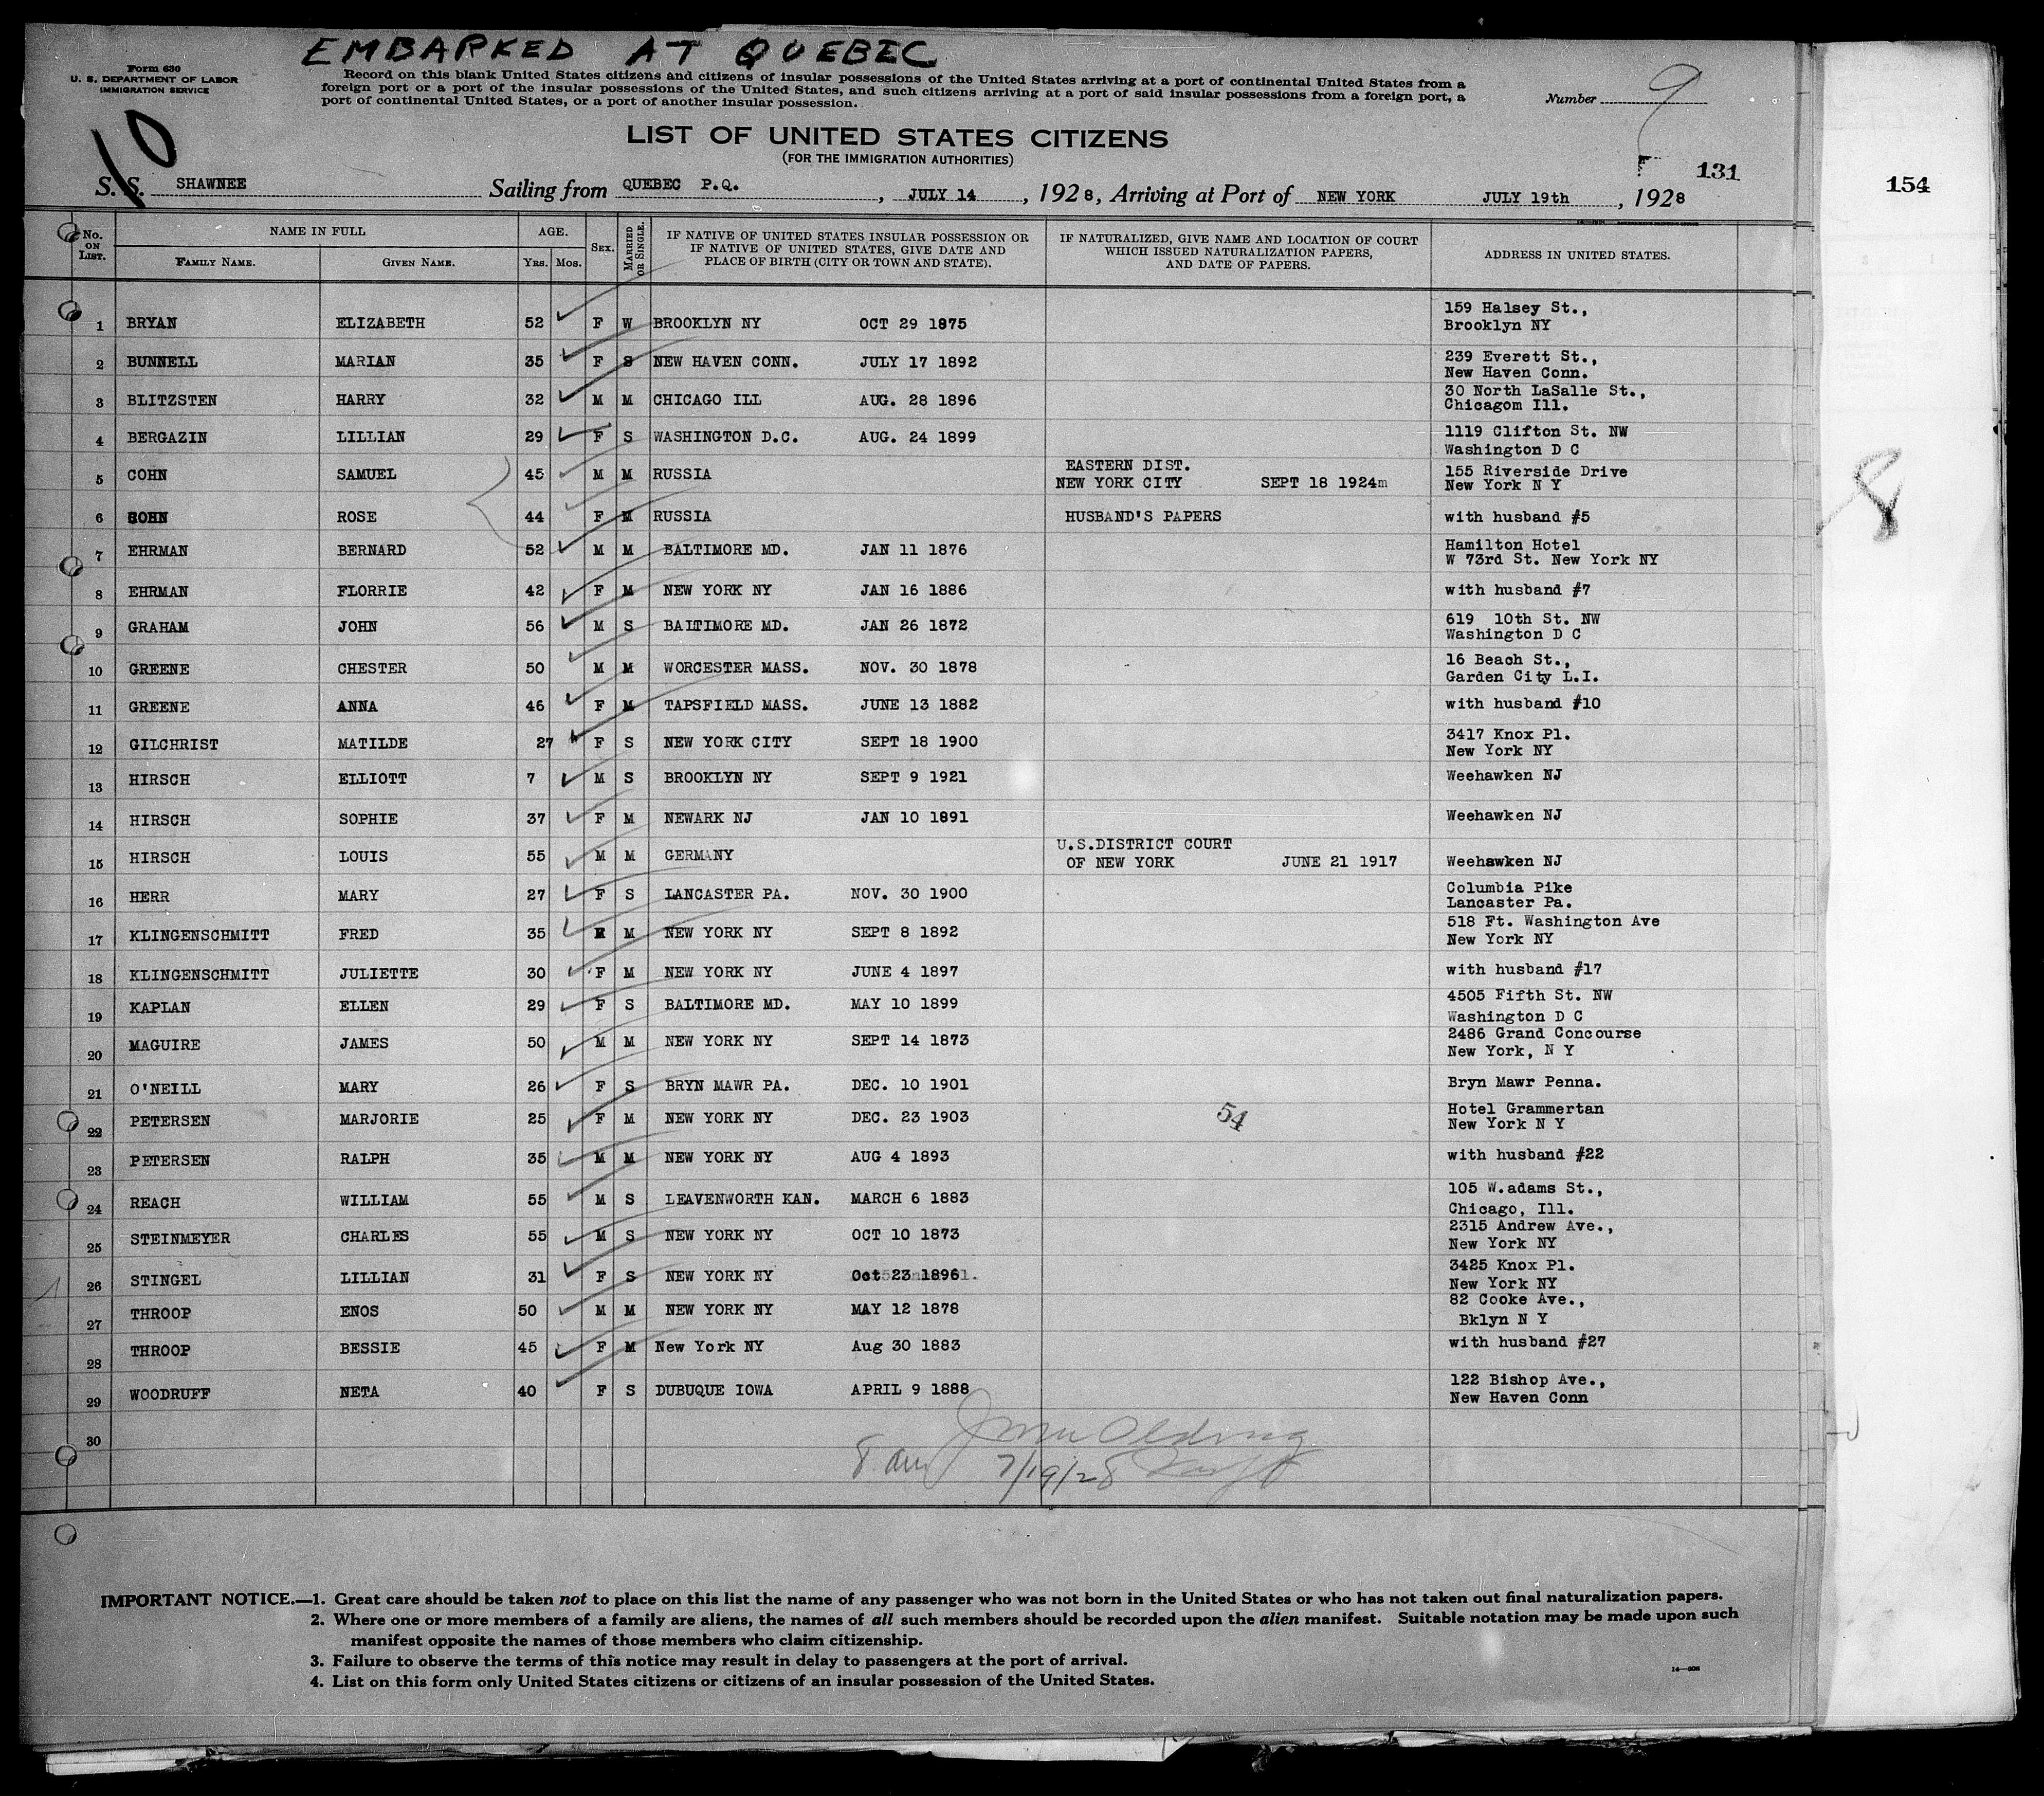 EMBARKED AT QUEBEC
Form 630
U. S. DEPARTMENT OF LABOR
IMMIGRATION SERVICE
Record on this blank United States citizens and citizens of insular possessions of the United States arriving at a port of continental United States from a
foreign port or a port of the insular possessions of the United States, and such citizens arriving at a port of said insular possessions from a foreign port, a
port of continental United States, or a port of another insular possession.
Number 9
10
LIST OF UNITED STATES CITIZENS
(FOR THE IMMIGRATION AUTHORITIES)
131
154
S. S. SHAWNEE Sailing from QUEBEC P.Q. , JULY 14 , 1928, Arriving at Port of NEW YORK JULY 19th , 1928
No. ON LIST. NAME IN FULL FAMILY NAME. GIVEN NAME. AGE. YRS. MOS. SEX. MARRIED OR SINGLE. IF NATIVE OF UNITED STATES INSULAR POSSESSION OR IF NATIVE OF UNITED STATES, GIVE DATE AND PLACE OF BIRTH (CITY OR TOWN AND STATE). IF NATURALIZED, GIVE NAME AND LOCATION OF COURT WHICH ISSUED NATURALIZATION PAPERS, AND DATE OF PAPERS. ADDRESS IN UNITED STATES.
1 BRYAN ELIZABETH 52 F W BROOKLYN NY OCT 29 1875 159 Halsey St., Brooklyn NY
2 BUNNELL MARIAN 35 F S NEW HAVEN CONN. JULY 17 1892 239 Everett St., New Haven Conn.
3 BLITZSTEN HARRY 32 M M CHICAGO ILL AUG. 28 1896 30 North LaSalle St., Chicagom Ill.
4 BERGAZIN LILLIAN 29 F S WASHINGTON D.C. AUG. 24 1899 1119 Clifton St. NW Washington D C
5 COHN SAMUEL 45 M M RUSSIA EASTERN DIST. NEW YORK CITY SEPT 18 1924m 155 Riverside Drive New York N Y
6 COHN ROSE 44 F M RUSSIA HUSBAND'S PAPERS with husband #5
7 EHRMAN BERNARD 52 M M BALTIMORE MD. JAN 11 1876 Hamilton Hotel W 73rd St. New York NY
8 EHRMAN FLORRIE 42 F M NEW YORK NY JAN 16 1886 with husband #7
9 GRAHAM JOHN 56 M S BAITIMORE MD. JAN 26 1872 619 10th St. NW Washington D C
10 GREENE CHESTER 50 M M WORCESTER MASS. NOV. 30 1878 16 Beach St., Garden City L.I.
11 GREENE ANNA 46 F M TAPSFIELD MASS. JUNE 13 1882 with husband #10
12 GILCHRIST MATILDE 27 F S NEW YORK CITY SEPT 18 1900 3417 Knox Pl. New York NY
13 HIRSCH ELLIOTT 7 M S BROOKLYN NY SEPT 9 1921 Weehawken NJ
14 HIRSCH SOPHIE 37 F M NEWARK NJ JAN 10 1891 Weehawken NJ
15 HIRSCH LOUIS 55 M M GERMANY U.S.DISTRICT COURT OF NEW YORK JUNE 21 1917 Weehawken NJ
16 HERR MARY 27 F S LANCASTER PA. NOV. 30 1900 Columbia Pike Lancaster Pa.
17 KLINGENSCHMITT FRED 35 M M NEW YORK NY SEPT 8 1892 518 Ft. Washington Ave New York NY
18 KLINGENSCHMITT JULIETTE 30 F M NEW YORK NY JUNE 4 1897 with husband #17
19 KAPLAN ELLEN 29 F S BALTIMORE MD. MAY 10 1899 4505 Fifth St. NW Washington D C
20 MAGUIRE JAMES 50 M M NEW YORK NY SEPT 14 1873 2486 Grand Concourse New York, N Y
21 O'NEILL MARY 26 F S BRYN MAWR PA. DEC. 10 1901 Bryn Mawr Penna.
22 PETERSEN MARJORIE 25 F M NEW YORK NY DEC. 23 1903 54 Hotel Grammertan New York N Y
23 PETERSEN RALPH 35 M M NEW YORK NY AUG 4 1893 with husband #22
24 REACH WILLIAM 55 M S LEAVENWORTH KAN. MARCH 6 1883 105 W.adams St., Chicago, Ill.
25 STEINMEYER CHARLES 55 M S NEW YORK NY OCT 10 1873 2315 Andrew Ave., New York NY
26 STINGEL LILLIAN 31 F S NEW YORK NY Oct 23 1896 3425 Knox Pl. New York NY
27 THROOP ENOS 50 M M NEW YORK NY MAY 12 1878 82 Cooke Ave., Bklyn N Y
28 THROOP BESSIE 45 F M New York NY Aug 30 1883 with husband #27
29 WOODRUFF NETA 40 F S DUBUQUE IOWA APRIL 9 1888 122 Bishop Ave., New Haven Conn
30
8 am 7/19/28
8
IMPORTANT NOTICE.—1. Great care should be taken not to place on this list the name of any passenger who was not born in the United States or who has not taken out final naturalization papers.
2. Where one or more members of a family are aliens, the names of all such members should be recorded upon the alien manifest. Suitable notation may be made upon such
manifest opposite the names of those members who claim citizenship.
3. Failure to observe the terms of this notice may result in delay to passengers at the port of arrival.
4. List on this form only United States citizens or citizens of an insular possession of the United States.